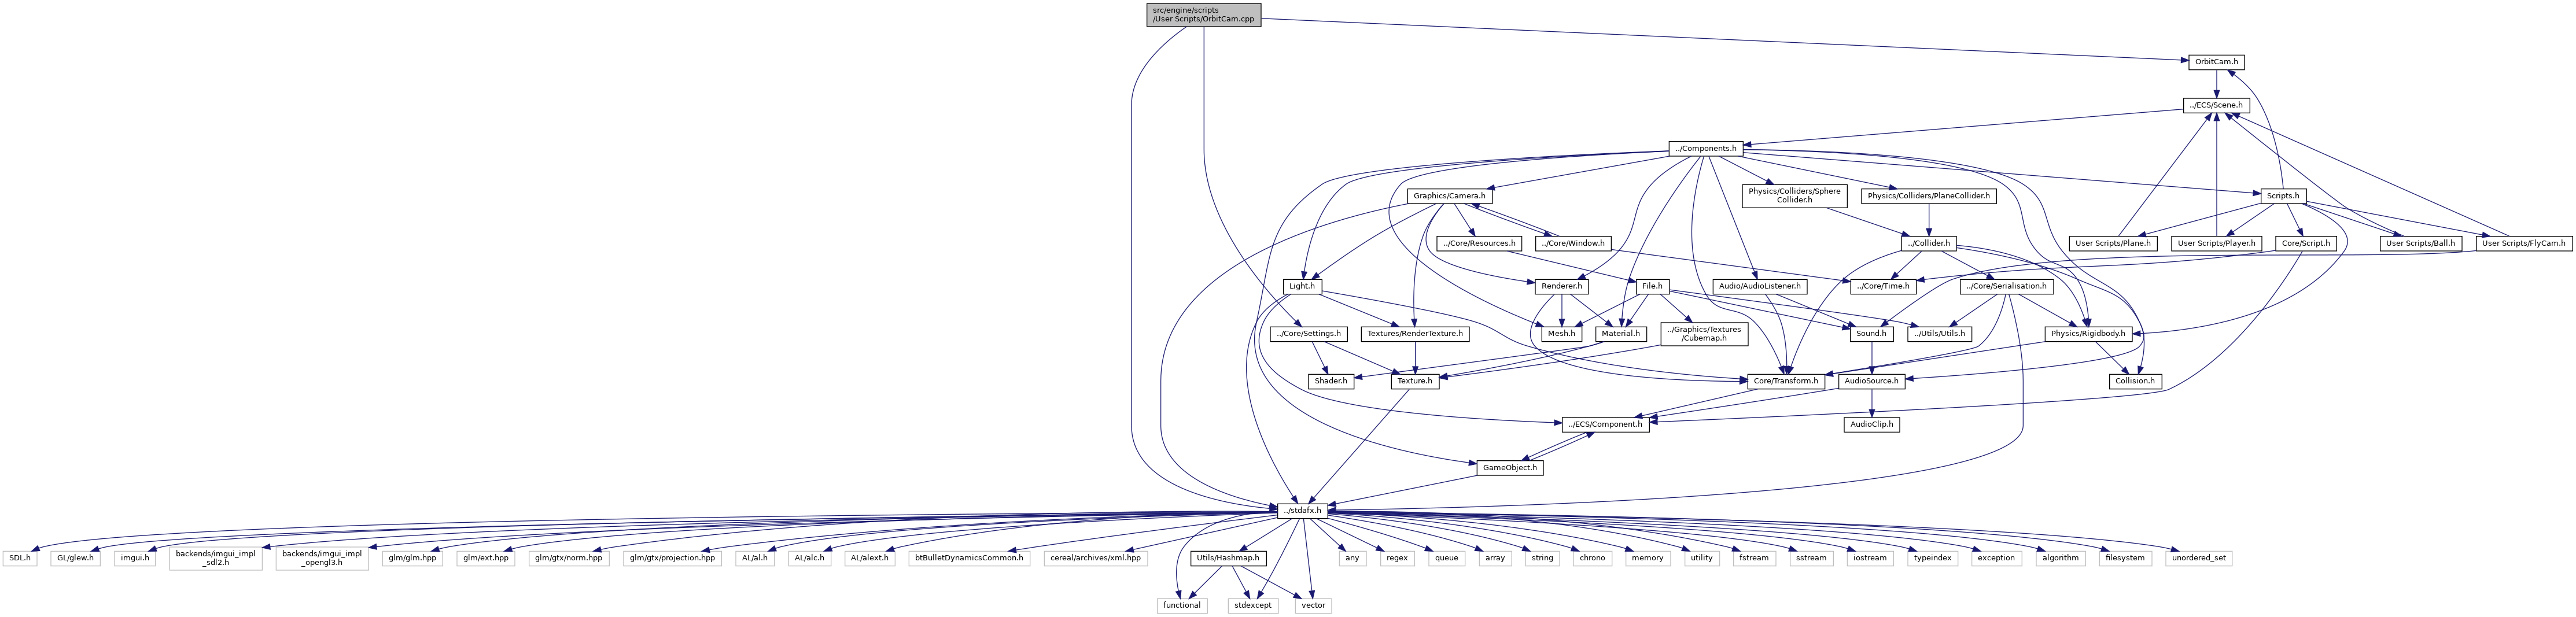 src/engine/scripts
/User Scripts/OrbitCam.cpp
OrbitCam.h
../ECS/Scene.h
../Components.h
Graphics/Camera.h
Physics/Colliders/Sphere
Collider.h
Physics/Colliders/PlaneCollider.h
Scripts.h
../Core/Resources.h
../Core/Window.h
../Collider.h
User Scripts/Plane.h
User Scripts/Player.h
Core/Script.h
User Scripts/Ball.h
User Scripts/FlyCam.h
Light.h
Renderer.h
File.h
Audio/AudioListener.h
../Core/Time.h
../Core/Serialisation.h
../Core/Settings.h
Textures/RenderTexture.h
Mesh.h
Material.h
../Graphics/Textures
/Cubemap.h
Sound.h
../Utils/Utils.h
Physics/Rigidbody.h
Shader.h
Texture.h
Core/Transform.h
AudioSource.h
Collision.h
../ECS/Component.h
AudioClip.h
GameObject.h
../stdafx.h
SDL.h
GL/glew.h
imgui.h
backends/imgui_impl
_sdl2.h
backends/imgui_impl
_opengl3.h
glm/glm.hpp
glm/ext.hpp
glm/gtx/norm.hpp
glm/gtx/projection.hpp
AL/al.h
AL/alc.h
AL/alext.h
btBulletDynamicsCommon.h
cereal/archives/xml.hpp
Utils/Hashmap.h
any
regex
queue
array
string
chrono
memory
utility
fstream
sstream
iostream
typeindex
exception
algorithm
filesystem
unordered_set
functional
stdexcept
vector